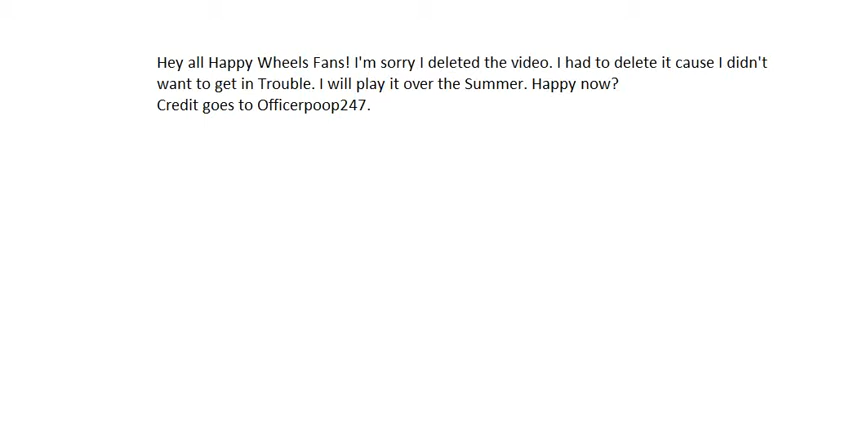 Hey all Happy Wheels Fans! I'm sorry I deleted the video. I had to delete it cause I didn't
want to get in Trouble. I will play it over the Summer. Happy now?
Credit goes to Officerpoop247.